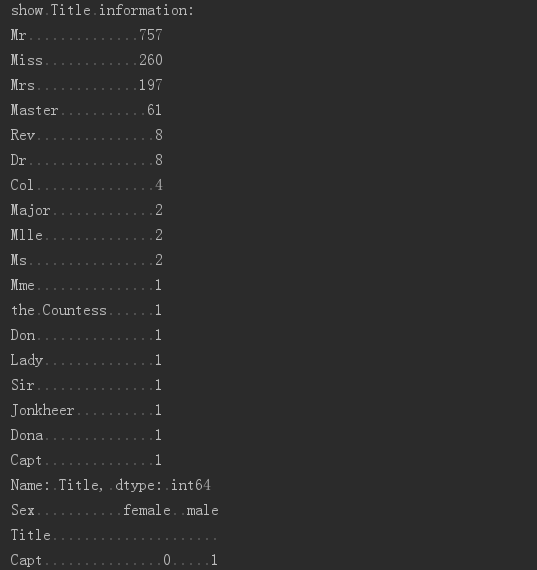 show Title information:
Mr              757
Miss            260
Mrs             197
Master           61
Rev               8
Dr                8
Col               4
Major             2
Mlle              2
Ms                2
Mme               1
the Countess      1
Don               1
Lady              1
Sir               1
Jonkheer          1
Dona              1
Capt              1
Name: Title, dtype: int64
Sex           female  male
Title
Capt               0     1